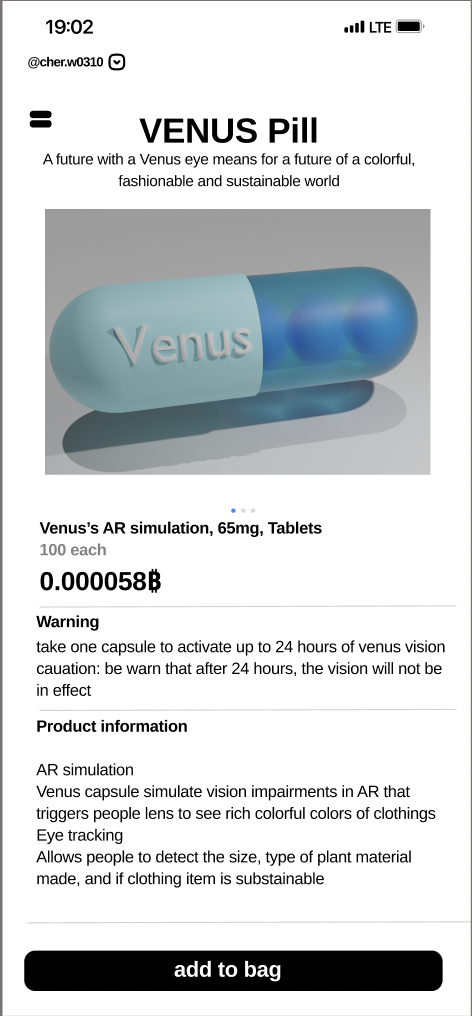 19:02
LTE
@cher.w0310
VENUS Pill
A future with a Venus eye means for a future of a colorful,
fashionable and sustainable world
Venus
Venus's AR simulation, 65mg, Tablets
100 each
0.000058฿
Warning
take one capsule to activate up to 24 hours of venus vision
cauation: be warn that after 24 hours, the vision will not be
in effect
Product information
AR simulation
Venus capsule simulate vision impairments in AR that
triggers people lens to see rich colorful colors of clothings
Eye tracking
Allows people to detect the size, type of plant material
made, and if clothing item is substainable
add to bag